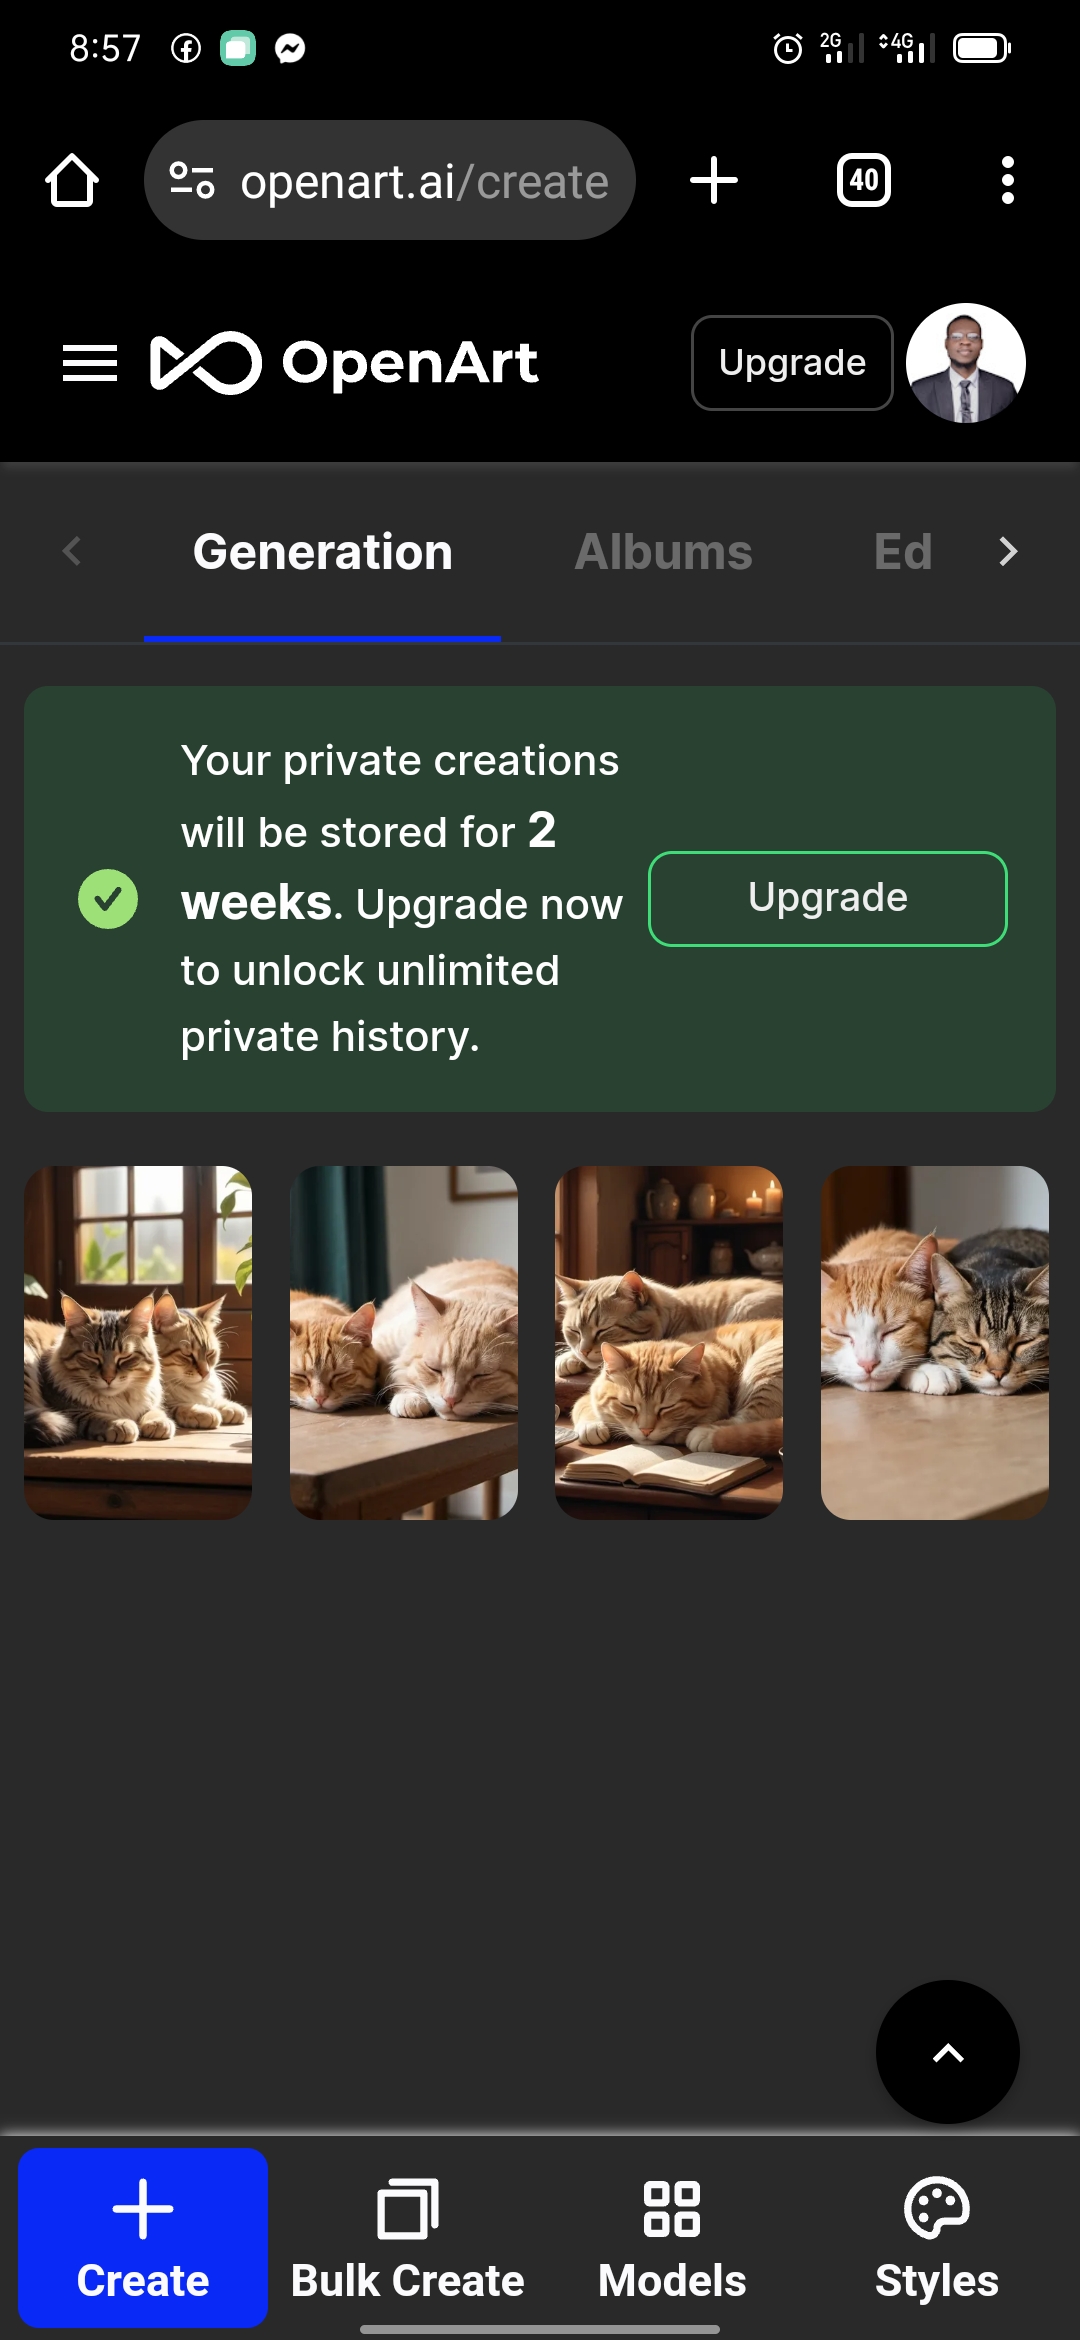 8:57
2G
4G
openart.ai/create
40
OpenArt
Upgrade
Generation
Albums
Ed
Your private creations
will be stored for 2
weeks. Upgrade now
to unlock unlimited
private history.
Upgrade
Create
Bulk Create
Models
Styles